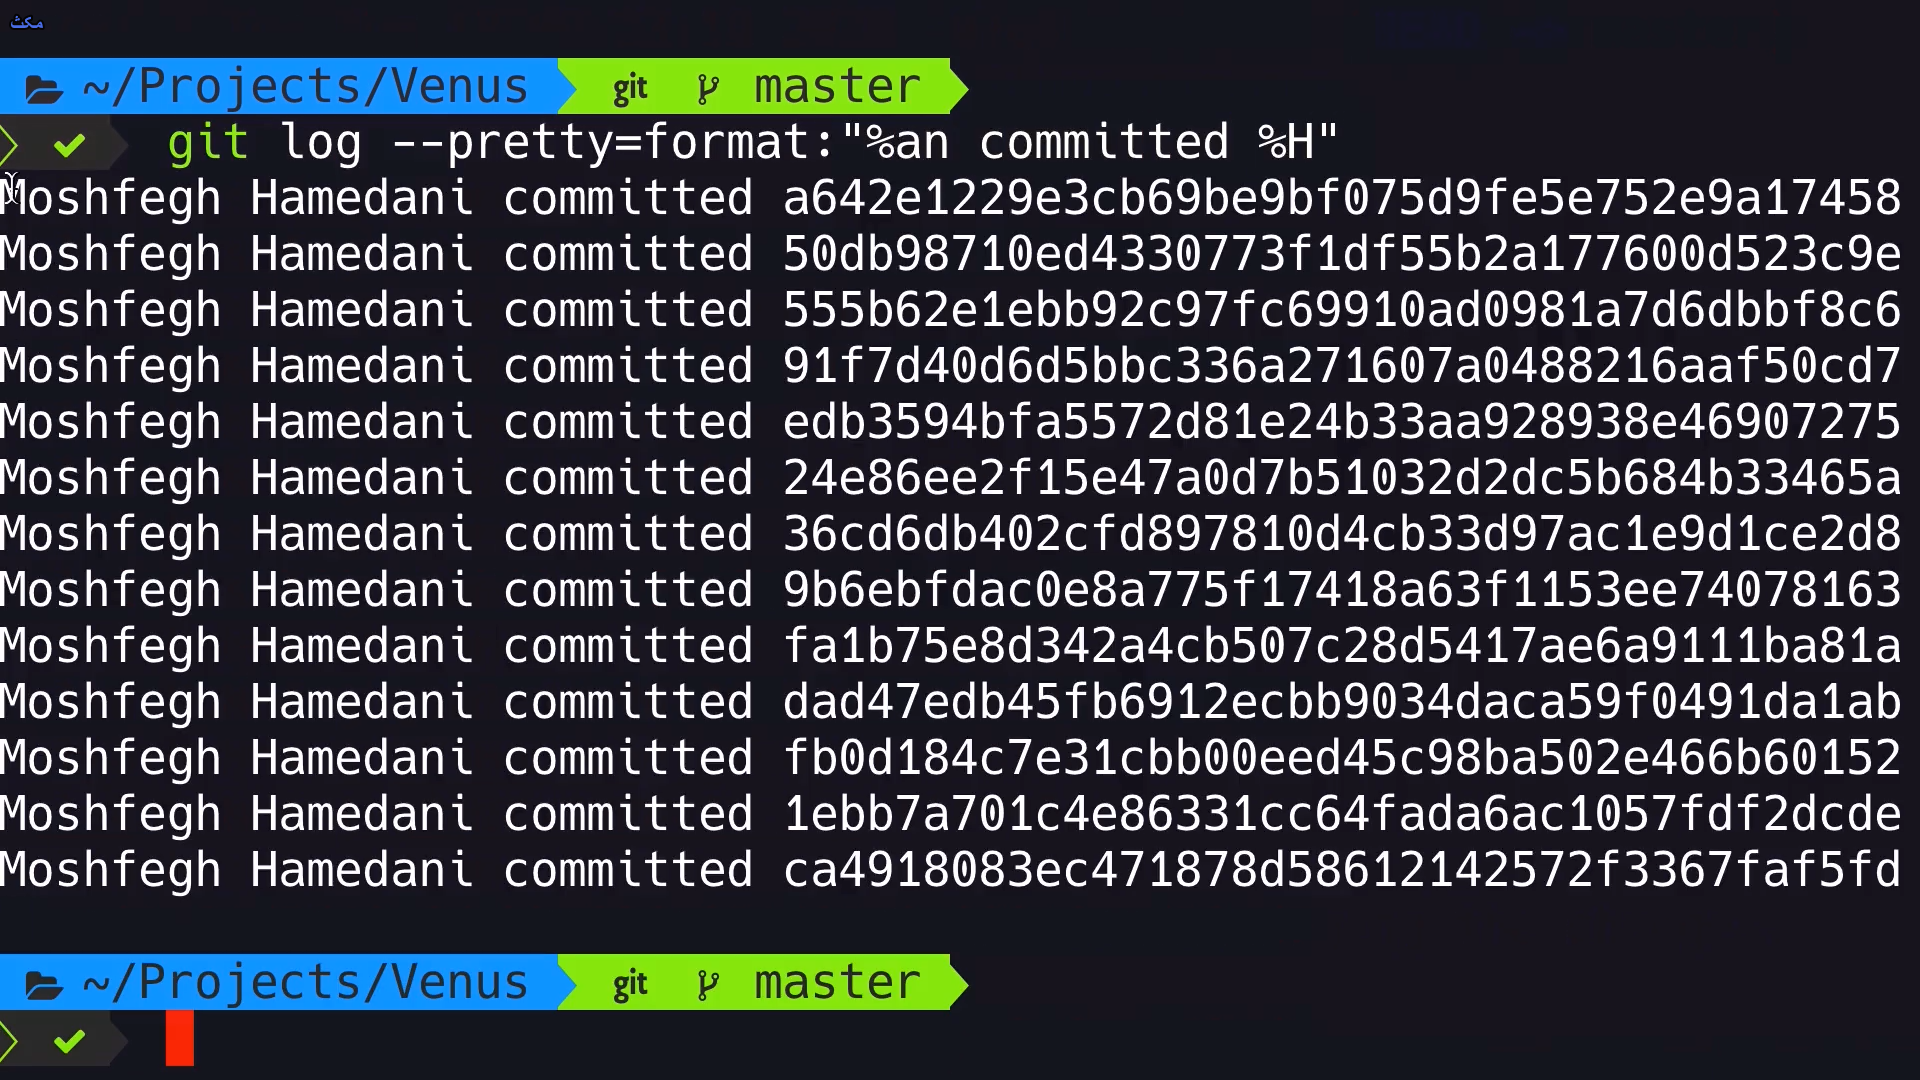 مکث
~/Projects/Venus git master
git log --pretty=format:"%an committed %H"
Moshfegh Hamedani committed a642e1229e3cb69be9bf075d9fe5e752e9a17458
Moshfegh Hamedani committed 50db98710ed4330773f1df55b2a177600d523c9e
Moshfegh Hamedani committed 555b62e1ebb92c97fc69910ad0981a7d6dbbf8c6
Moshfegh Hamedani committed 91f7d40d6d5bbc336a271607a0488216aaf50cd7
Moshfegh Hamedani committed edb3594bfa5572d81e24b33aa928938e46907275
Moshfegh Hamedani committed 24e86ee2f15e47a0d7b51032d2dc5b684b33465a
Moshfegh Hamedani committed 36cd6db402cfd897810d4cb33d97ac1e9d1ce2d8
Moshfegh Hamedani committed 9b6ebfdac0e8a775f17418a63f1153ee74078163
Moshfegh Hamedani committed fa1b75e8d342a4cb507c28d5417ae6a9111ba81a
Moshfegh Hamedani committed dad47edb45fb6912ecbb9034daca59f0491da1ab
Moshfegh Hamedani committed fb0d184c7e31cbb00eed45c98ba502e466b60152
Moshfegh Hamedani committed 1ebb7a701c4e86331cc64fada6ac1057fdf2dcde
Moshfegh Hamedani committed ca4918083ec471878d58612142572f3367faf5fd
~/Projects/Venus git master